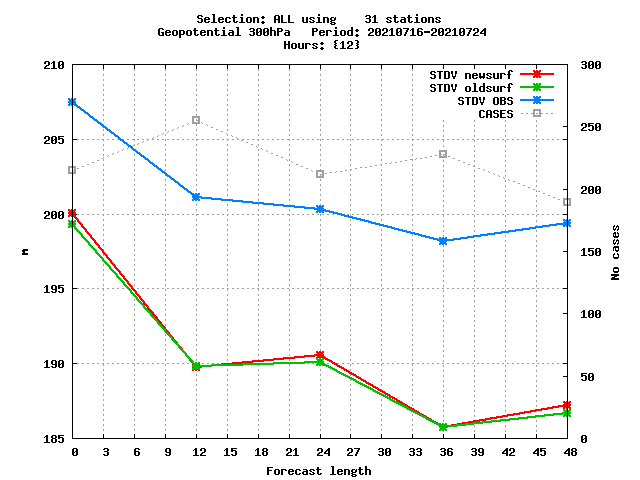 Selection: ALL using    31 stations
Geopotential 300hPa   Period: 20210716-20210724
Hours: {12}
STDV newsurf
STDV oldsurf
STDV OBS
CASES
210
205
200
195
190
185
m
300
250
200
150
100
50
0
No cases
0 3 6 9 12 15 18 21 24 27 30 33 36 39 42 45 48
Forecast length